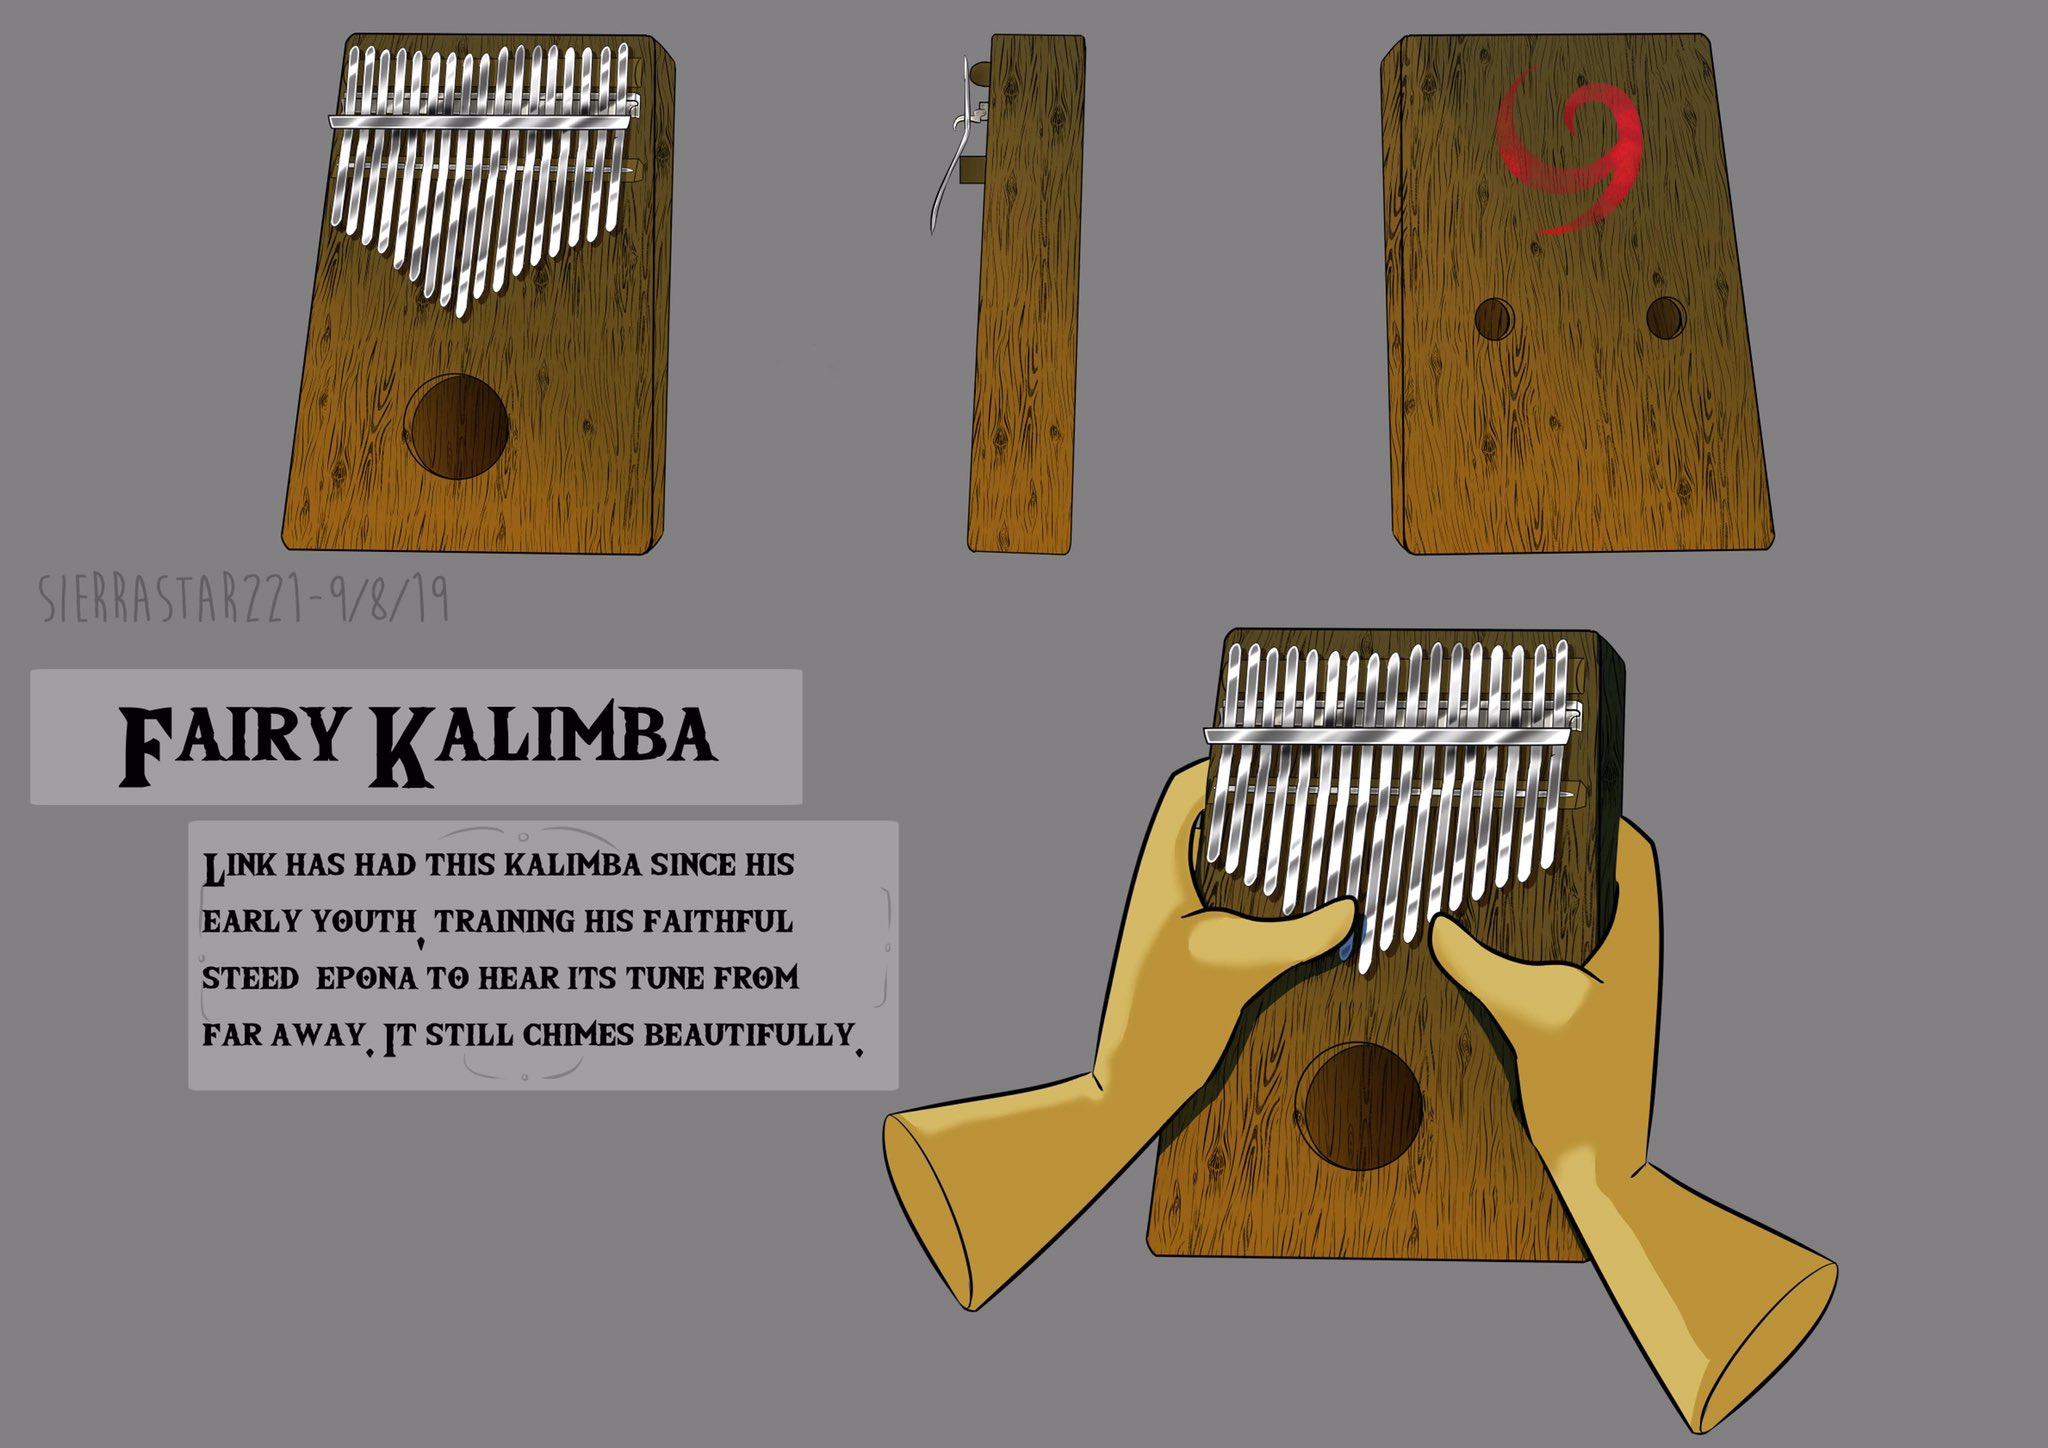 SIERRASTAR221-9/8/19
Fairy Kalimba
Link has had this kalimba since his
early youth, training his faithful
steed epona to hear its tune from
far away. It still chimes beautifully.